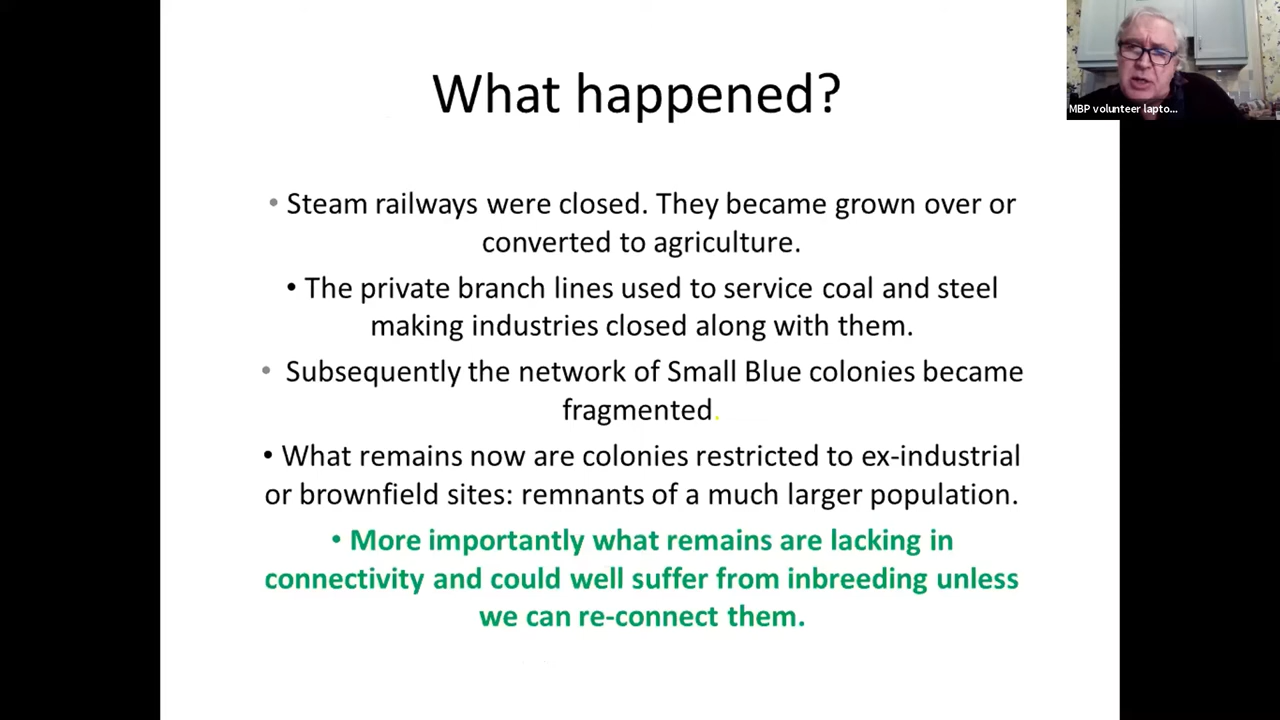 What happened?
MBP volunteer lapto...
• Steam railways were closed. They became grown over or
converted to agriculture.
• The private branch lines used to service coal and steel
making industries closed along with them.
• Subsequently the network of Small Blue colonies became
fragmented.
• What remains now are colonies restricted to ex-industrial
or brownfield sites: remnants of a much larger population.
• More importantly what remains are lacking in
connectivity and could well suffer from inbreeding unless
we can re-connect them.